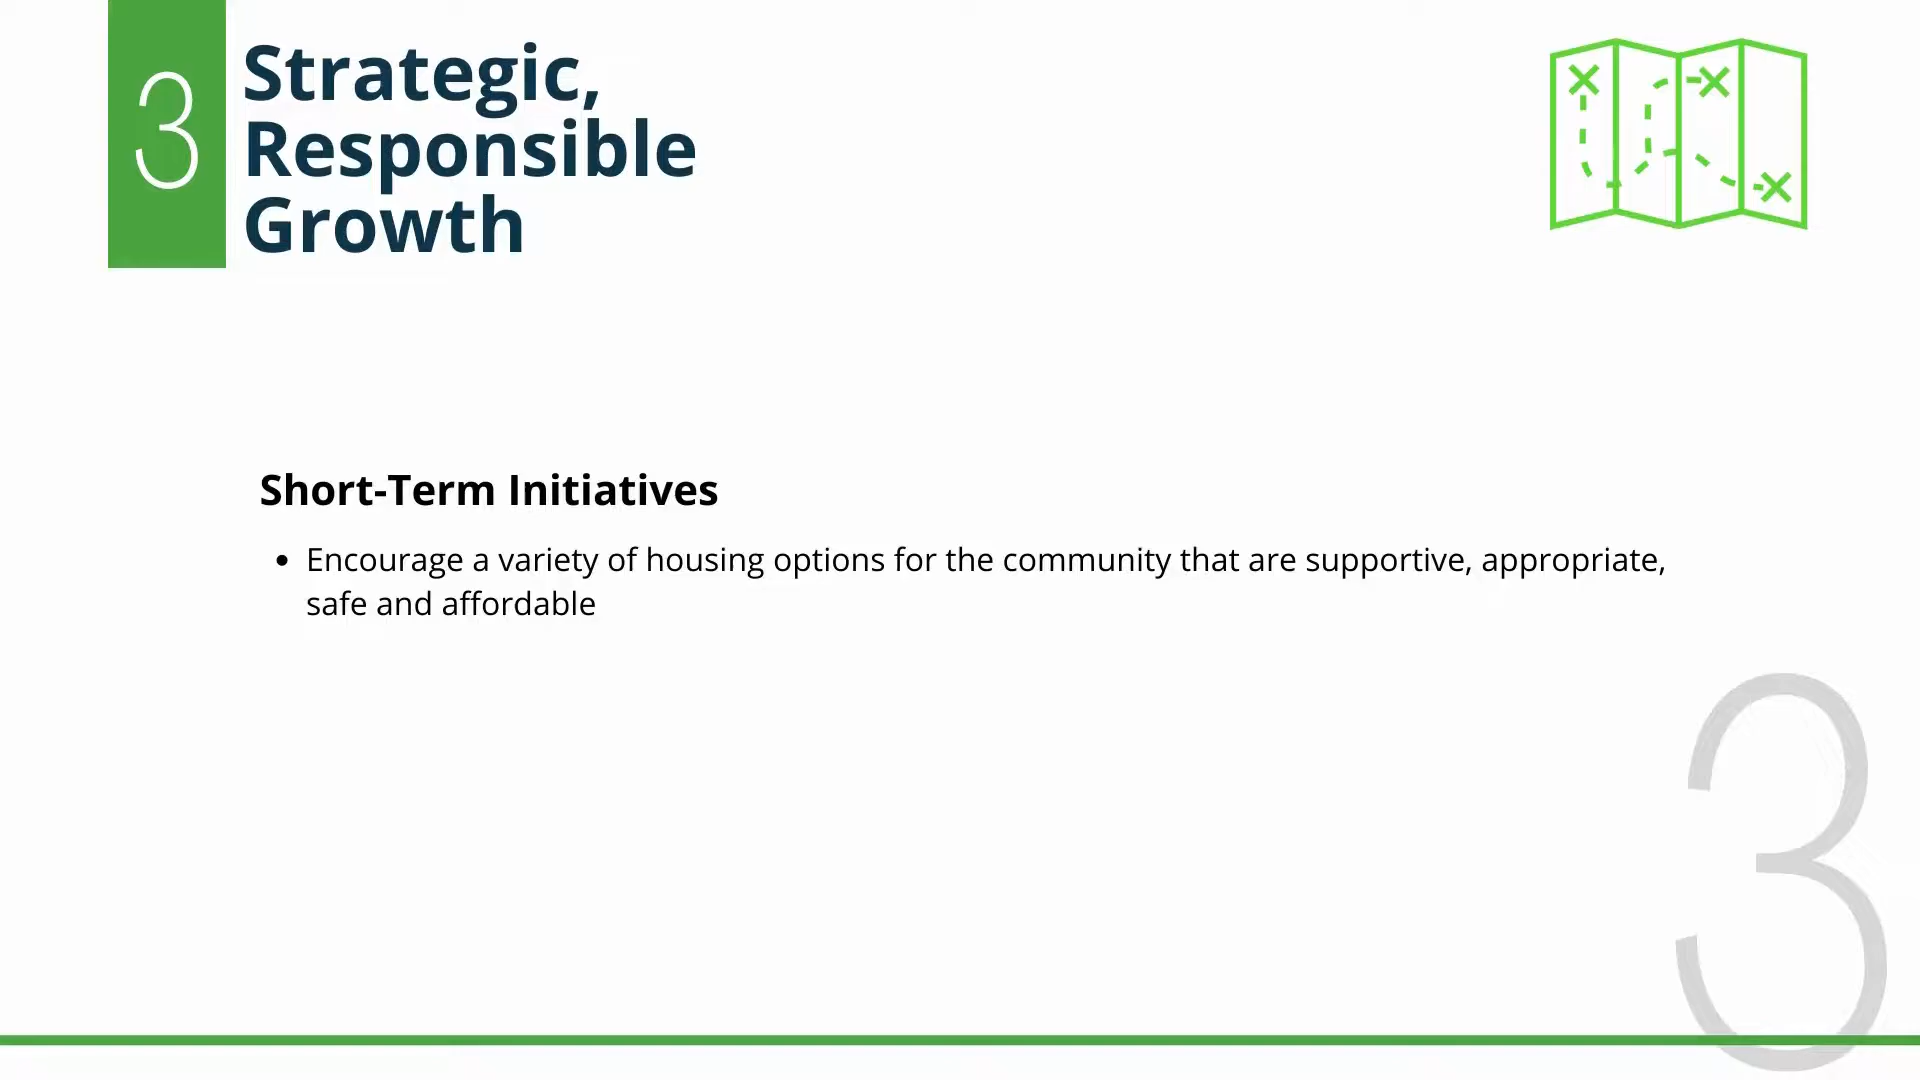 3
Strategic,
Responsible
Growth
Short-Term Initiatives
• Encourage a variety of housing options for the community that are supportive, appropriate,
safe and affordable
3